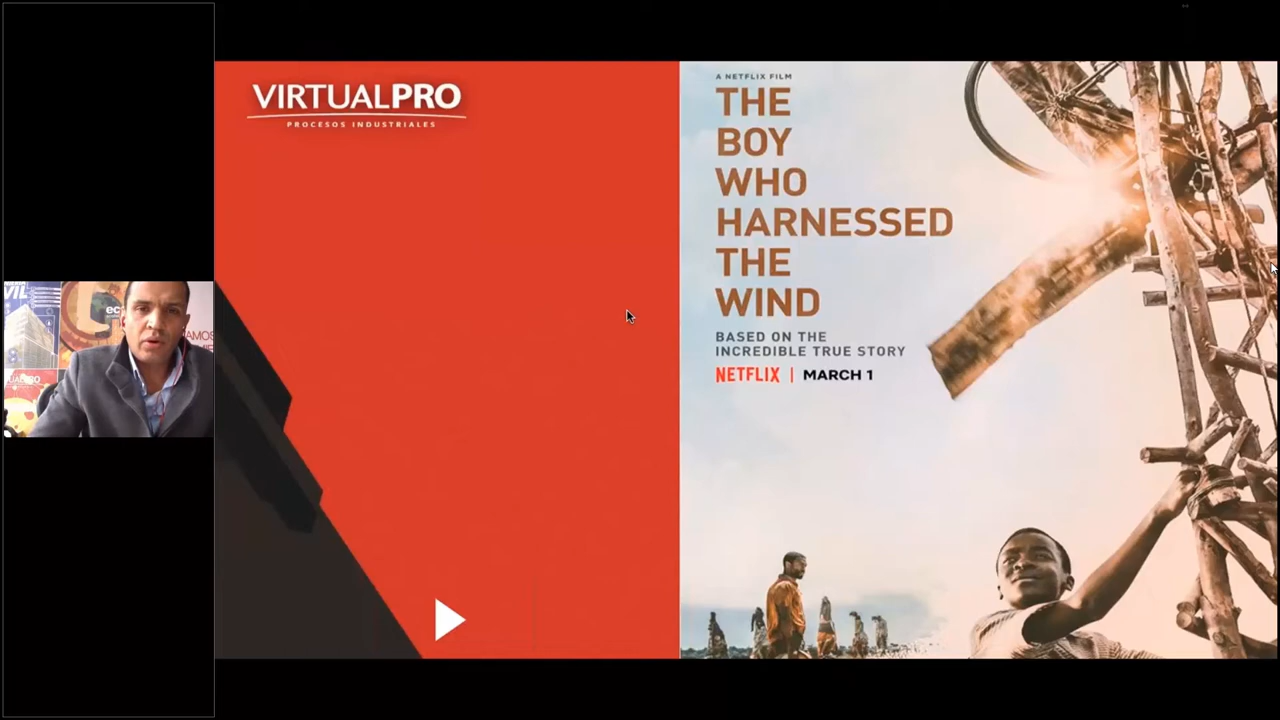 VIRTUALPRO
PROCESOS INDUSTRIALES
A NETFLIX FILM
THE
BOY
WHO
HARNESSED
THE
WIND
BASED ON THE
INCREDIBLE TRUE STORY
NETFLIX | MARCH 1